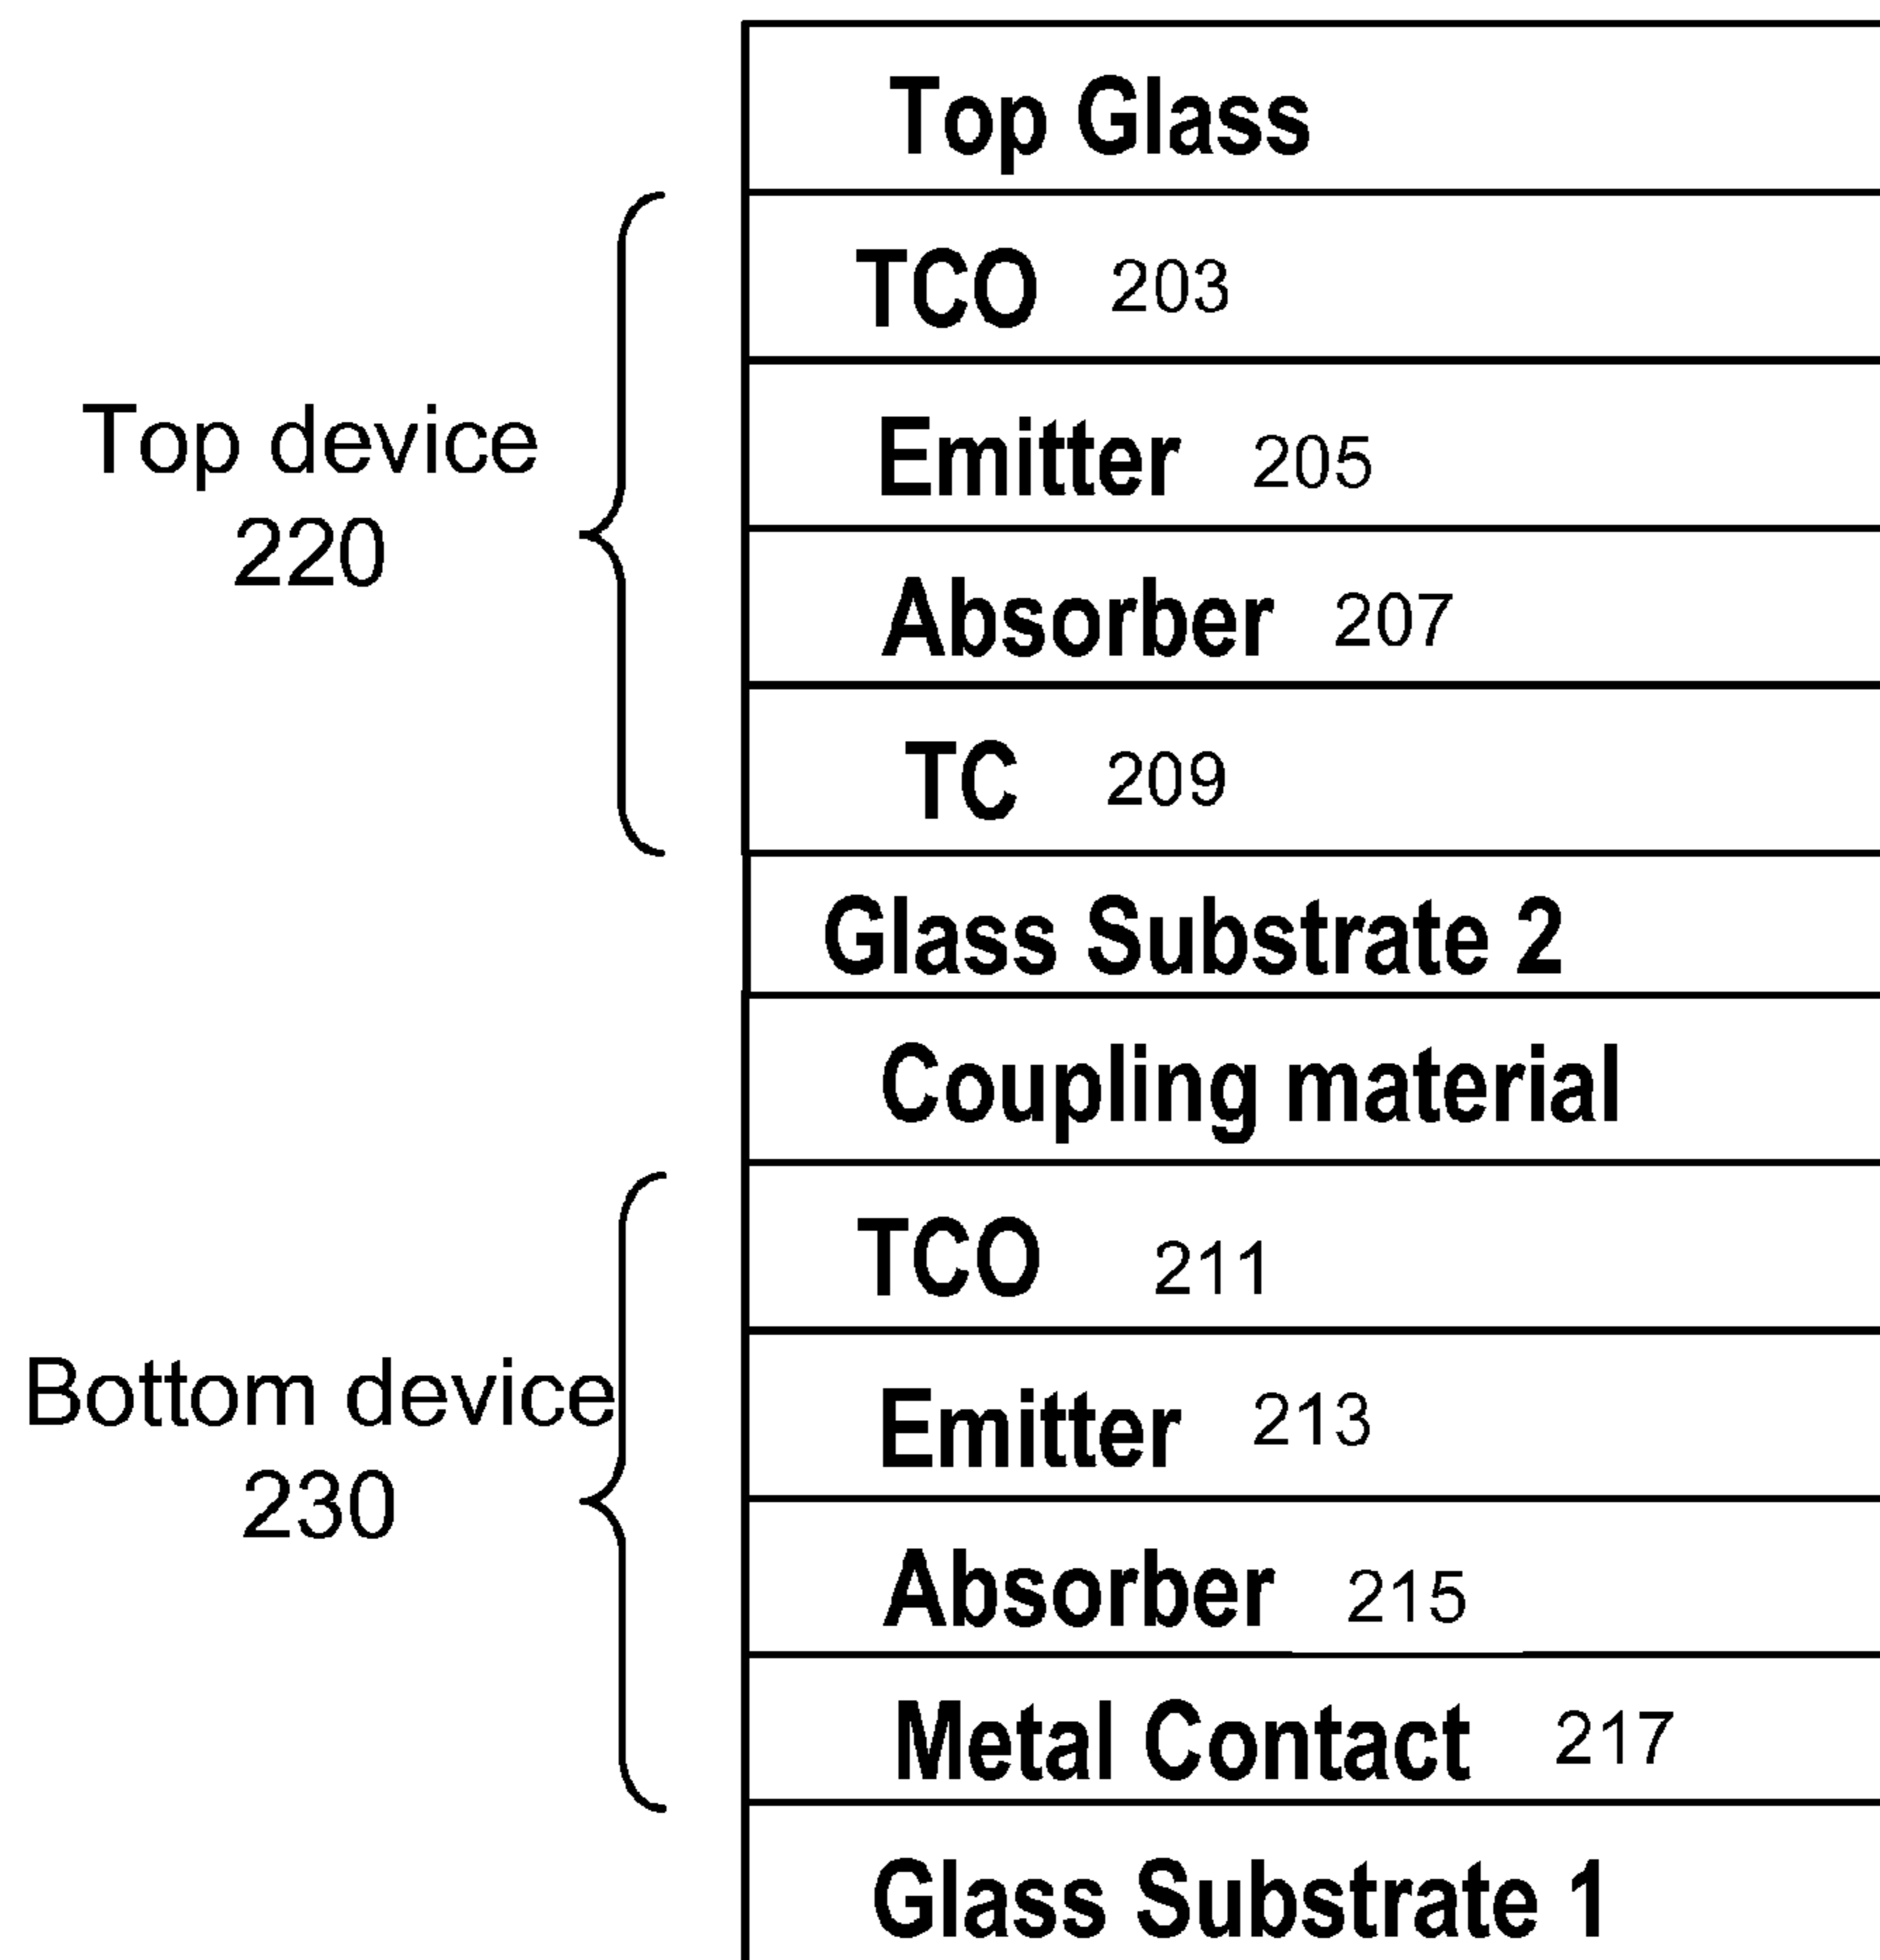 Top Glass
TCO 203
Emitter 205
Top device
220
Absorber 207
TC 209
Glass Substrate 2
Coupling material
TCO 211
Emitter 213
Bottom device
230
Absorber 215
Metal Contact 217
Glass Substrate 1